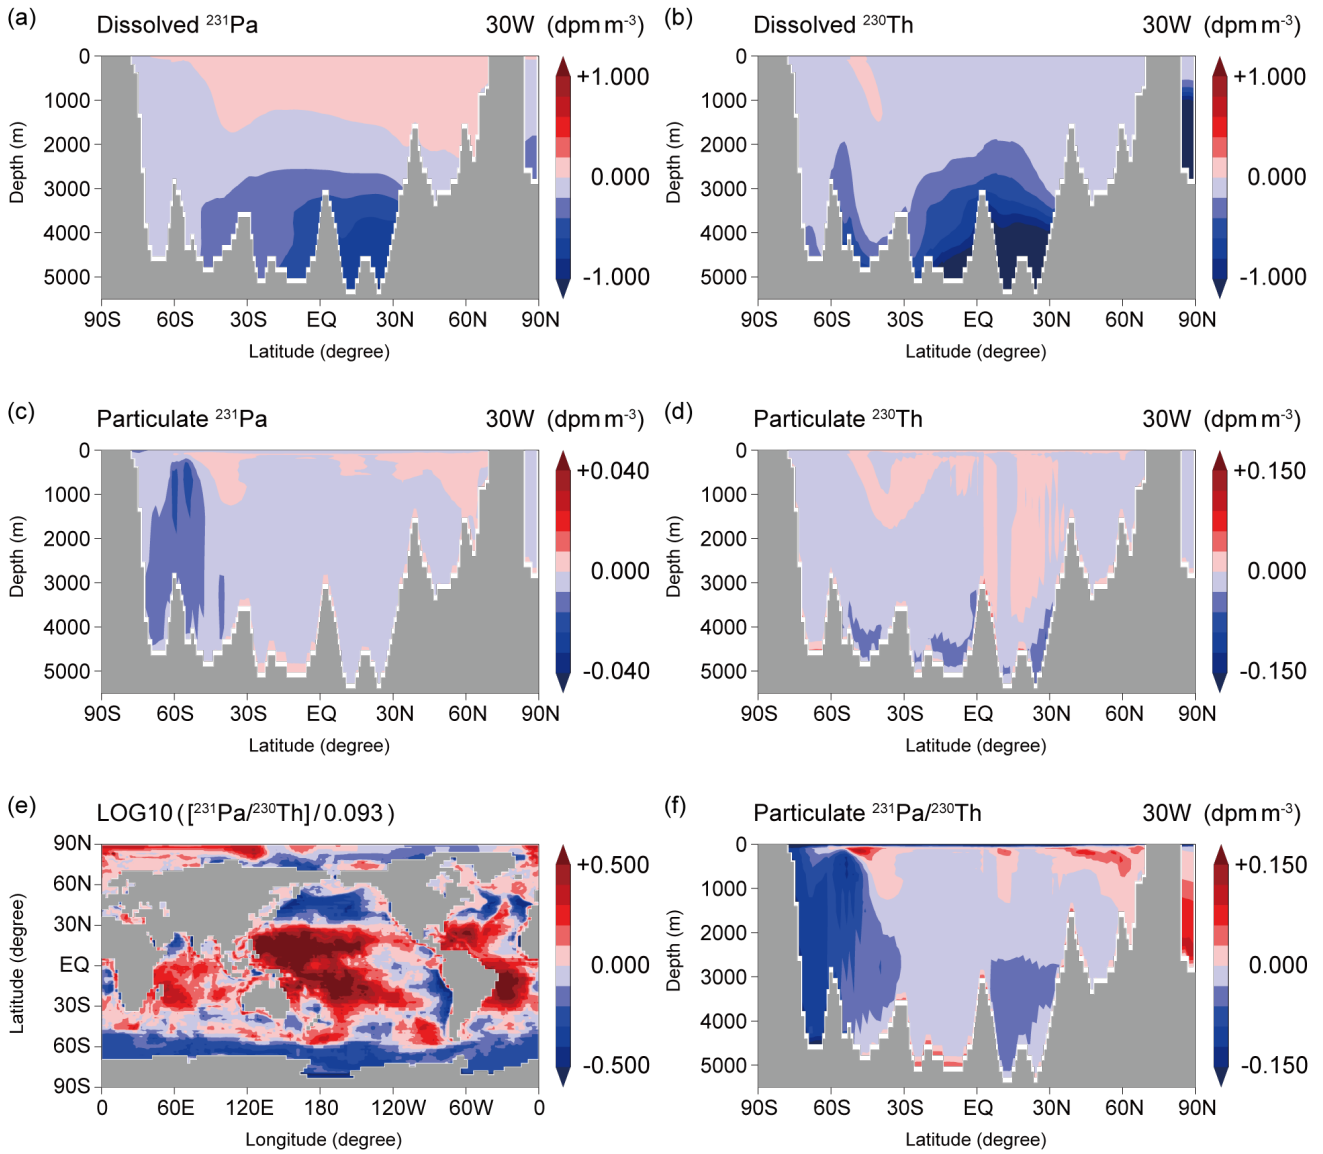 (a) Dissolved ²³¹Pa 30W (dpm m⁻³)
0
1000
2000
3000
4000
5000
Depth (m)
90S 60S 30S EQ 30N 60N 90N
Latitude (degree)
+1.000
0.000
-1.000
(b) Dissolved ²³⁰Th 30W (dpm m⁻³)
0
1000
2000
3000
4000
5000
Depth (m)
90S 60S 30S EQ 30N 60N 90N
Latitude (degree)
+1.000
0.000
-1.000
(c) Particulate ²³¹Pa 30W (dpm m⁻³)
0
1000
2000
3000
4000
5000
Depth (m)
90S 60S 30S EQ 30N 60N 90N
Latitude (degree)
+0.040
0.000
-0.040
(d) Particulate ²³⁰Th 30W (dpm m⁻³)
0
1000
2000
3000
4000
5000
Depth (m)
90S 60S 30S EQ 30N 60N 90N
Latitude (degree)
+0.150
0.000
-0.150
(e) LOG10 ( [²³¹Pa/²³⁰Th] / 0.093 )
90N
60N
30N
EQ
30S
60S
90S
Latitude (degree)
0 60E 120E 180 120W 60W 0
Longitude (degree)
+0.500
0.000
-0.500
(f) Particulate ²³¹Pa/²³⁰Th 30W (dpm m⁻³)
0
1000
2000
3000
4000
5000
Depth (m)
90S 60S 30S EQ 30N 60N 90N
Latitude (degree)
+0.150
0.000
-0.150